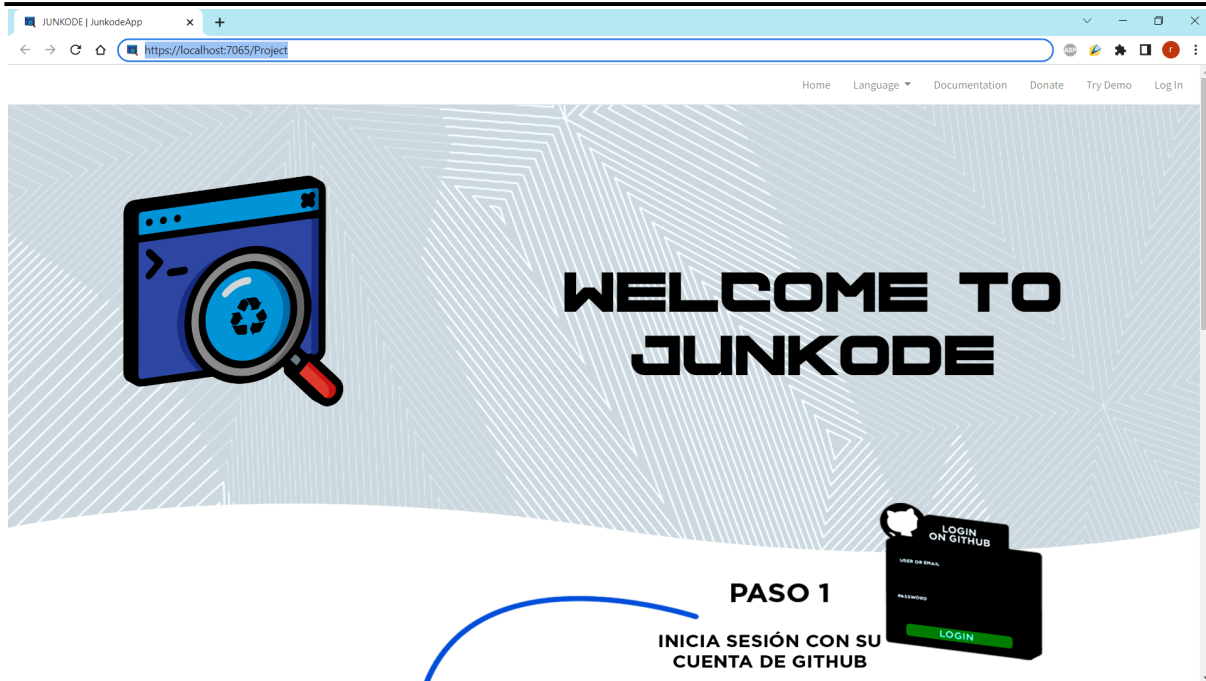 JUNKODE | JunkodeApp
https://localhost:7065/Project
ABP
r
Home Language Documentation Donate Try Demo Log In
WELCOME TO
JUNKODE
LOGIN
ON GITHUB
USER OR EMAIL
PASSWORD
LOGIN
PASO 1
INICIA SESIÓN CON SU
CUENTA DE GITHUB